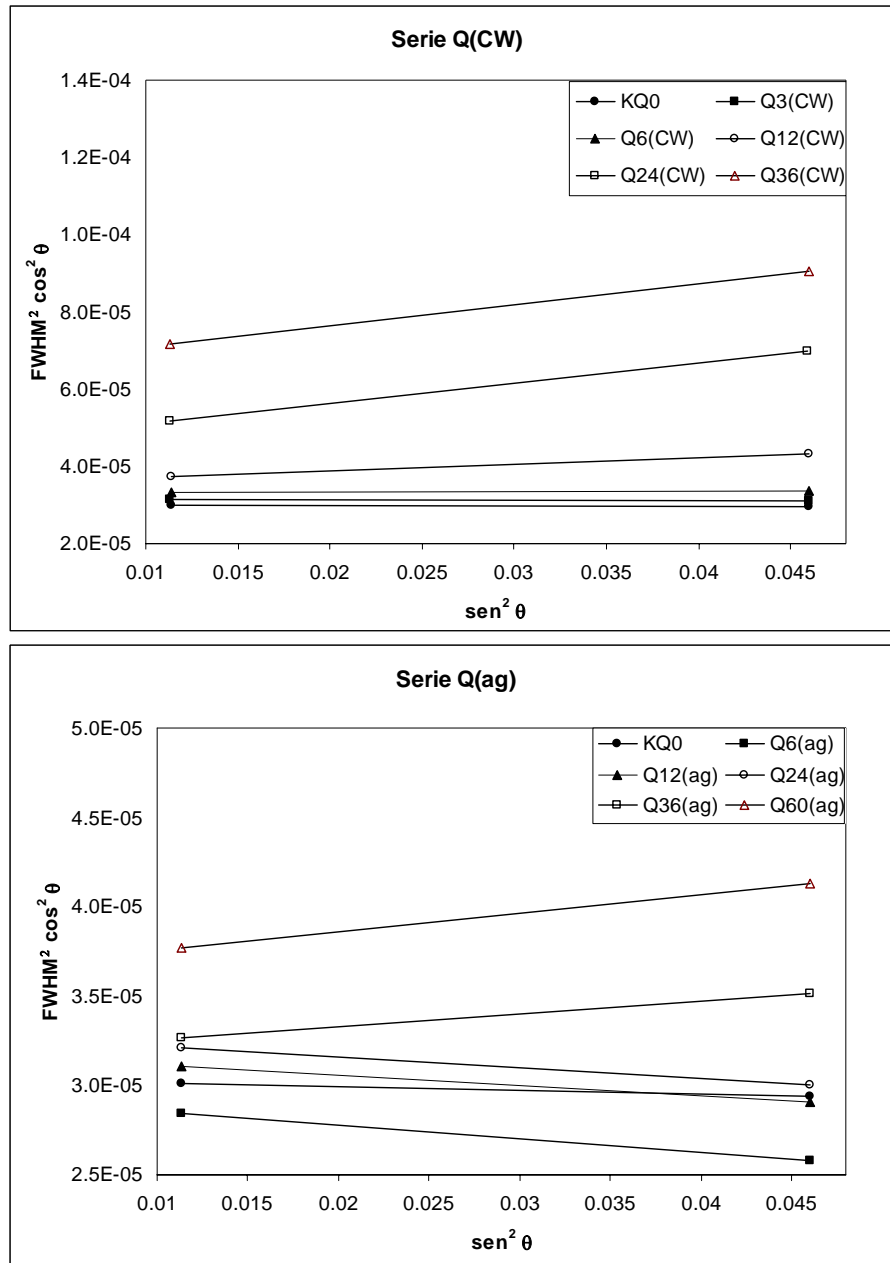 Serie Q(CW)
1.4E-04
1.2E-04
1.0E-04
8.0E-05
6.0E-05
4.0E-05
2.0E-05
FWHM² cos² θ
KQ0 Q3(CW)
Q6(CW) Q12(CW)
Q24(CW) Q36(CW)
0.01 0.015 0.02 0.025 0.03 0.035 0.04 0.045
sen² θ
Serie Q(ag)
5.0E-05
4.5E-05
4.0E-05
3.5E-05
3.0E-05
2.5E-05
FWHM² cos² θ
KQ0 Q6(ag)
Q12(ag) Q24(ag)
Q36(ag) Q60(ag)
0.01 0.015 0.02 0.025 0.03 0.035 0.04 0.045
sen² θ